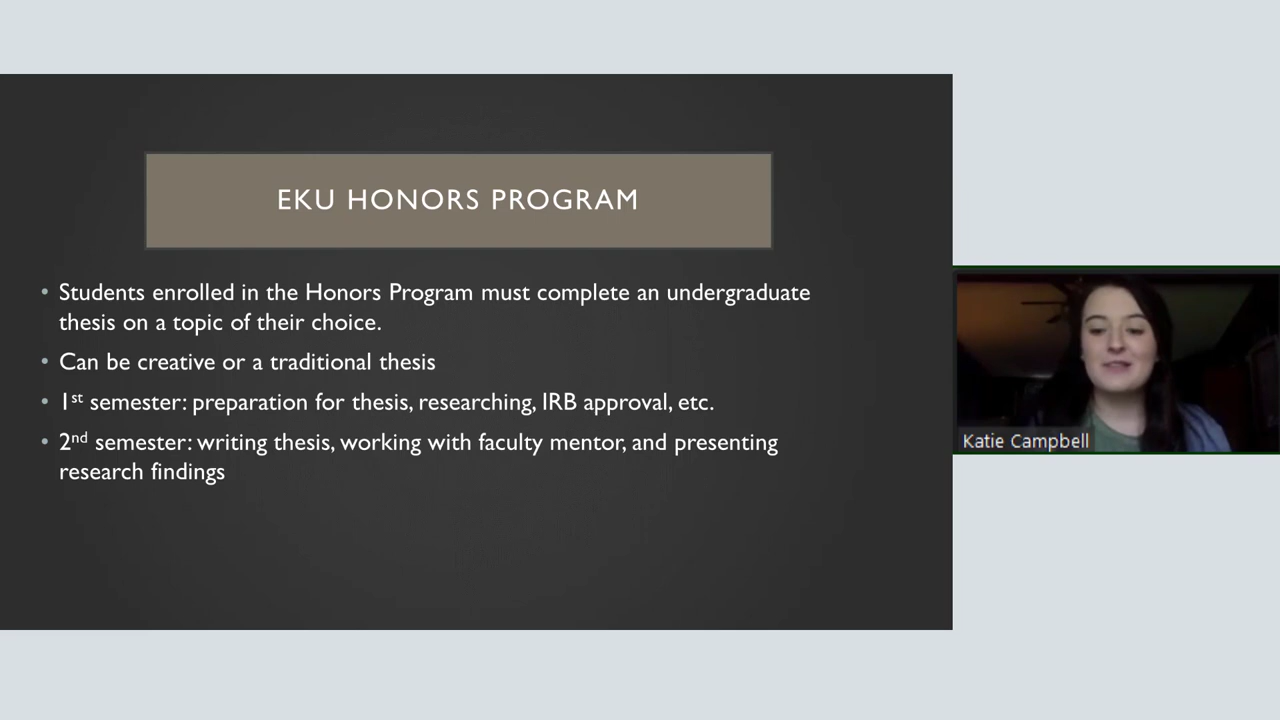 EKU HONORS PROGRAM
• Students enrolled in the Honors Program must complete an undergraduate
thesis on a topic of their choice.
• Can be creative or a traditional thesis
• 1st semester: preparation for thesis, researching, IRB approval, etc.
• 2nd semester: writing thesis, working with faculty mentor, and presenting
research findings
Katie Campbell